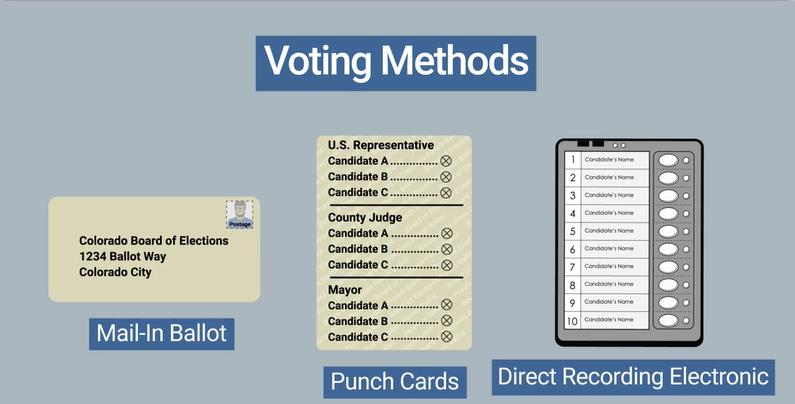 Voting Methods
Postage
Colorado Board of Elections
1234 Ballot Way
Colorado City
Mail-In Ballot
U.S. Representative
Candidate A ..............
Candidate B ..............
Candidate C ..............
County Judge
Candidate A ..............
Candidate B ..............
Candidate C ..............
Mayor
Candidate A ..............
Candidate B ..............
Candidate C ..............
Punch Cards
1 Candidate's Name
2 Candidate's Name
3 Candidate's Name
4 Candidate's Name
5 Candidate's Name
6 Candidate's Name
7 Candidate's Name
8 Candidate's Name
9 Candidate's Name
10 Candidate's Name
Direct Recording Electronic